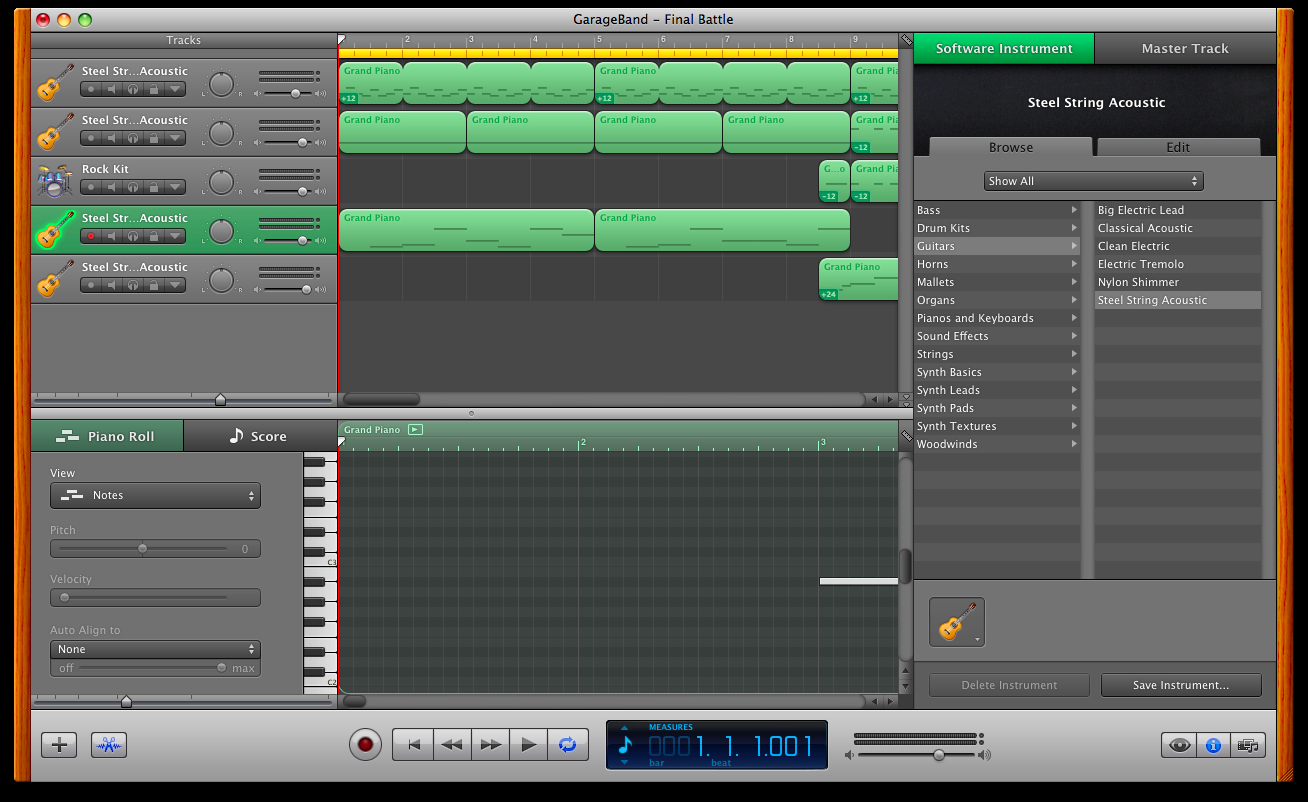 GarageBand – Final Battle
Tracks
2 3 4 5 6 7 8 9
Software Instrument
Master Track
Steel Str...Acoustic
L R
Grand Piano
+12
Grand Piano
+12
Grand Pia
+12
Steel String Acoustic
Steel Str...Acoustic
L R
Grand Piano
Grand Piano
Grand Piano
Grand Piano
Grand Pia
-12
Browse
Edit
Rock Kit
L R
G...o
-12
Grand Pia
-12
Show All
Steel Str...Acoustic
L R
Grand Piano
Grand Piano
Steel Str...Acoustic
L R
Grand Piano
+24
Bass
Drum Kits
Guitars
Horns
Mallets
Organs
Pianos and Keyboards
Sound Effects
Strings
Synth Basics
Synth Leads
Synth Pads
Synth Textures
Woodwinds
Big Electric Lead
Classical Acoustic
Clean Electric
Electric Tremolo
Nylon Shimmer
Steel String Acoustic
Piano Roll
Score
Grand Piano
2 3
View
Notes
Pitch
0
Velocity
Auto Align to
None
off max
C3
C2
Delete Instrument
Save Instrument...
MEASURES
1. 1. 1.001
bar beat